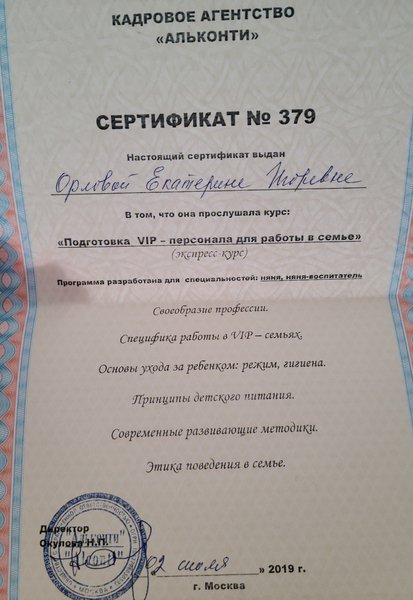 КАДРОВОЕ АГЕНТСТВО
«АЛЬКОНТИ»
СЕРТИФИКАТ № 379
Настоящий сертификат выдан
Орловой Екатерине Игоревне
В том, что она прослушала курс:
«Подготовка VIP – персонала для работы в семье»
(экспресс-курс)
Программа разработана для специальностей: няня, няня-воспитатель
Своеобразие профессии.
Специфика работы в VIP – семьях.
Основы ухода за ребенком: режим, гигиена.
Принципы детского питания.
Современные развивающие методики.
Этика поведения в семье.
Директор
Окулова Н.П.
"Альконти"
02 июля » 2019 г.
г. Москва